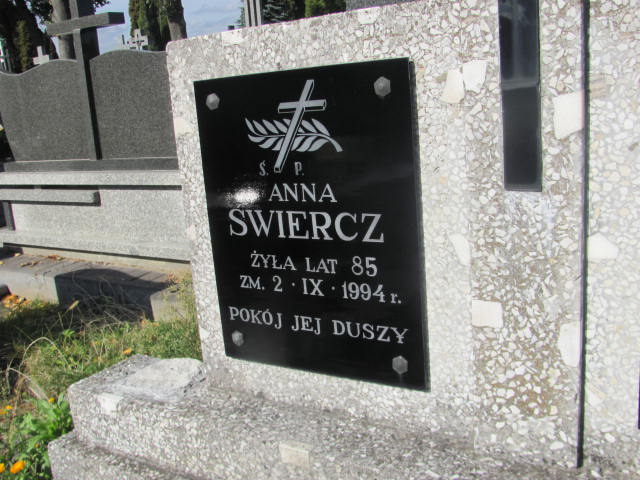 Ś. P.
ANNA
SWIERCZ
ŻYŁA LAT 85
ZM. 2 · IX · 1994 r.
POKÓJ JEJ DUSZY